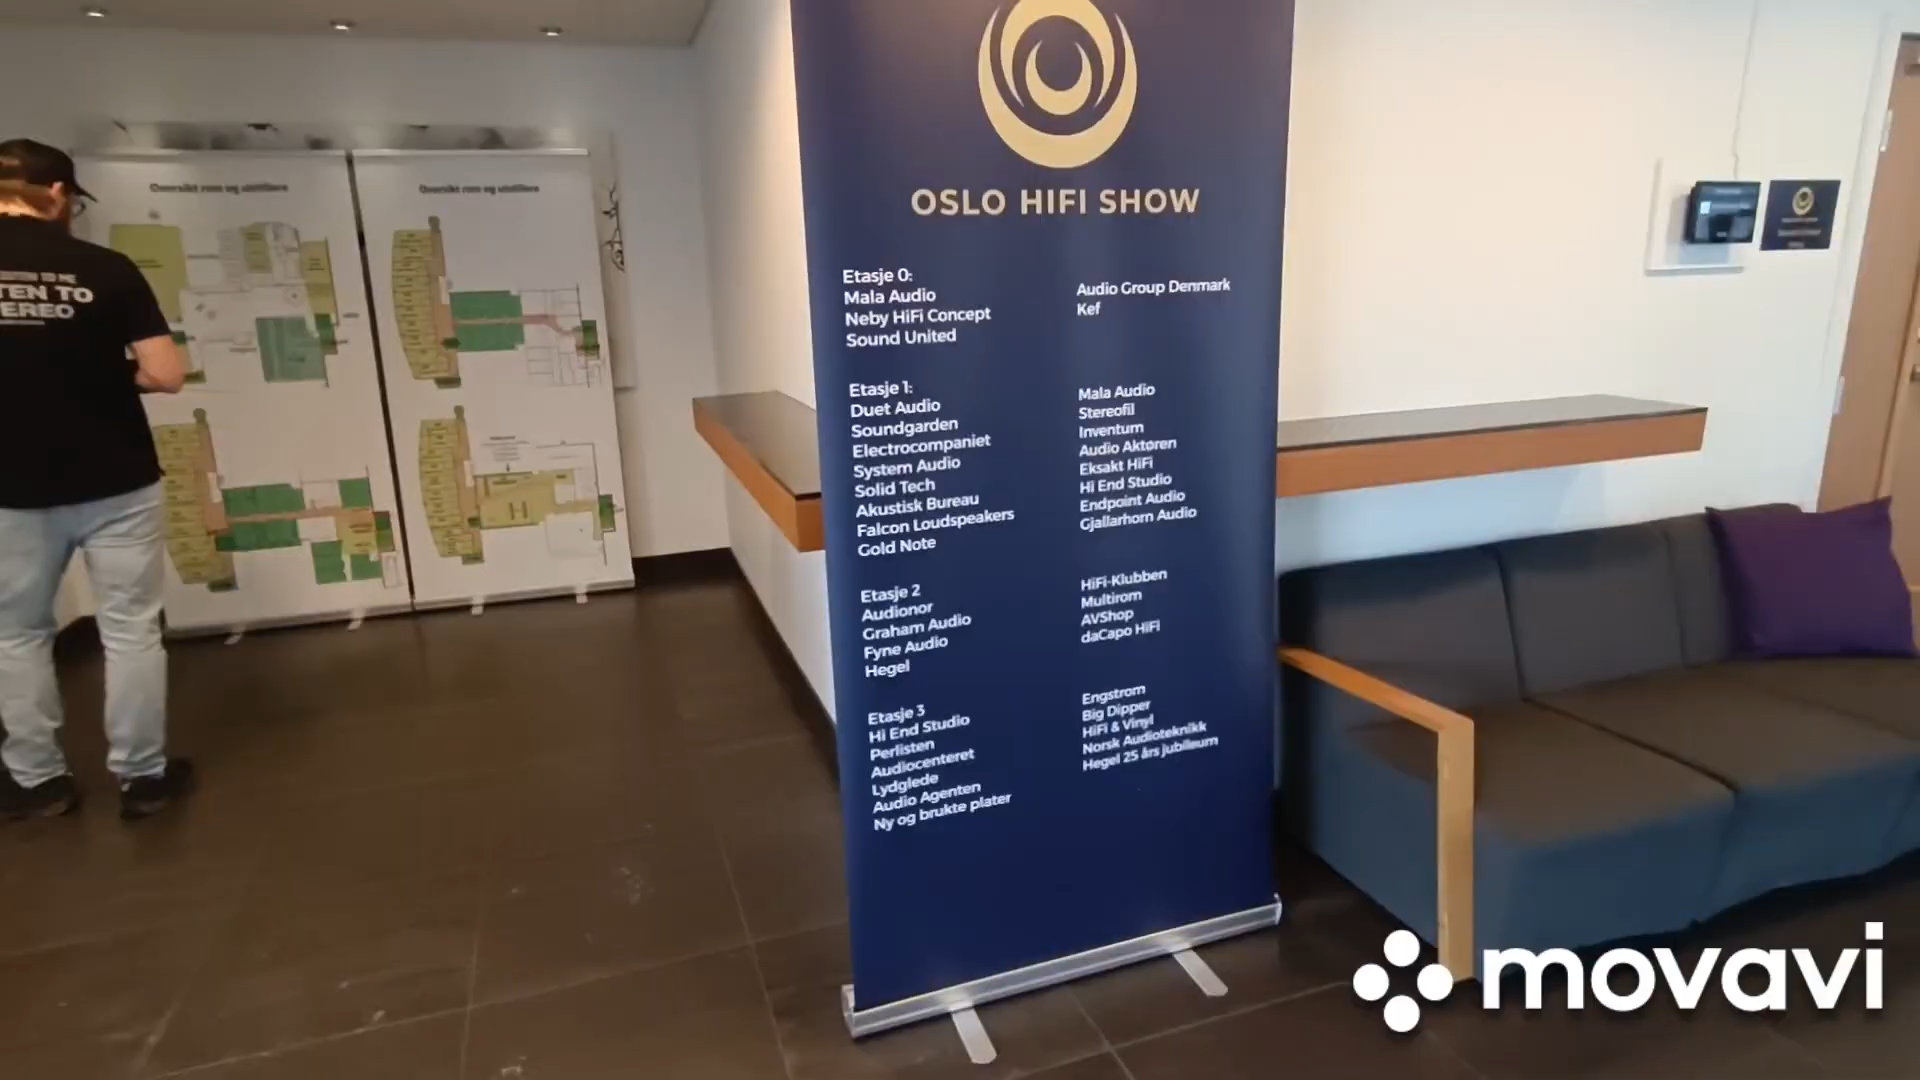 Oversikt rom og utstillere
Oversikt rom og utstillere
TEN TO
EREO
OSLO HIFI SHOW
Etasje 0:
Mala Audio
Neby HiFi Concept
Sound United
Audio Group Denmark
Kef
Etasje 1:
Duet Audio
Soundgarden
Electrocompaniet
System Audio
Solid Tech
Akustisk Bureau
Falcon Loudspeakers
Gold Note
Mala Audio
Stereofil
Inventum
Audio Aktøren
Eksakt HiFi
Hi End Studio
Endpoint Audio
Gjallarhorn Audio
Etasje 2
Audionor
Graham Audio
Fyne Audio
Hegel
HiFi-Klubben
Multirom
AVShop
daCapo HiFi
Etasje 3
Hi End Studio
Perlisten
Audiocenteret
Lydglede
Audio Agenten
Ny og brukte plater
Engstrom
Big Dipper
HiFi & Vinyl
Norsk Audioteknikk
Hegel 25 års jubileum
movavi